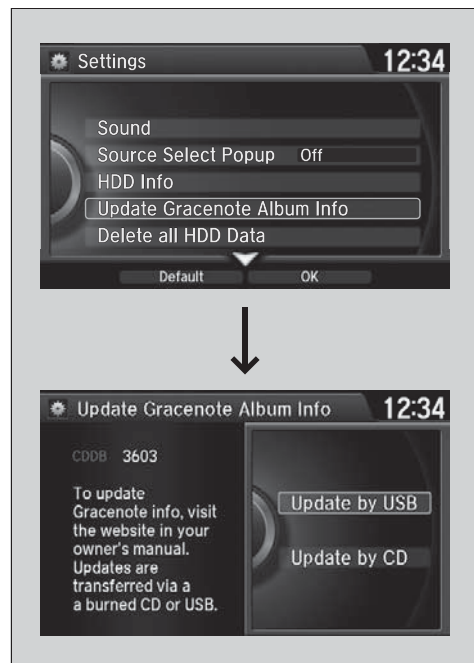 Settings 12:34
Sound
Source Select Popup Off
HDD Info
Update Gracenote Album Info
Delete all HDD Data
Default OK
Update Gracenote Album Info 12:34
CDDB 3603
To update
Gracenote info, visit
the website in your
owner's manual.
Updates are
transferred via a
a burned CD or USB.
Update by USB
Update by CD